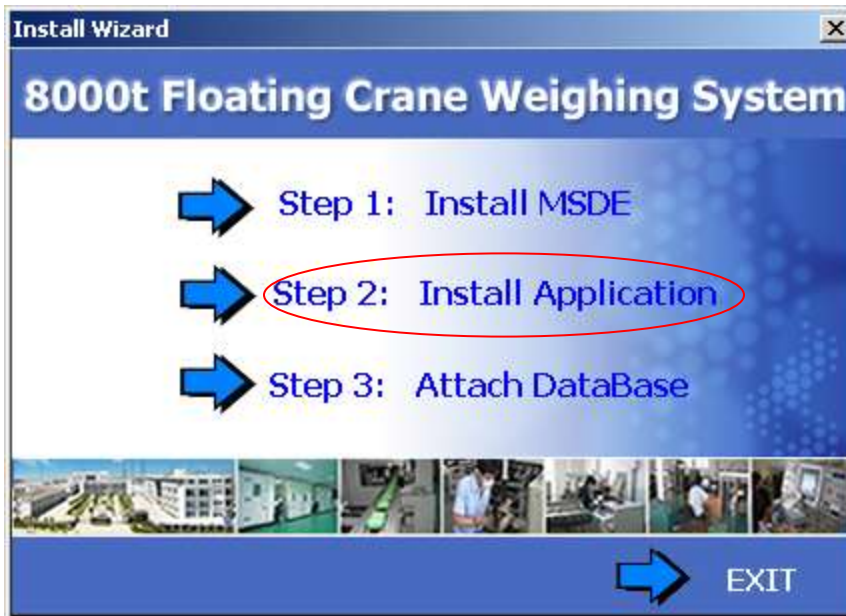 Install Wizard
8000t Floating Crane Weighing System
Step 1: Install MSDE
Step 2: Install Application
Step 3: Attach DataBase
EXIT